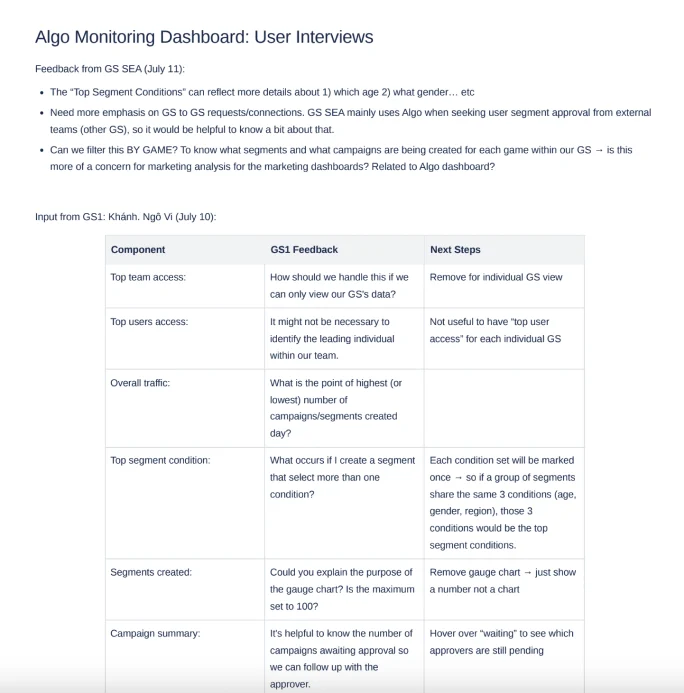 Algo Monitoring Dashboard: User Interviews
Feedback from GS SEA (July 11):
• The “Top Segment Conditions” can reflect more details about 1) which age 2) what gender… etc
• Need more emphasis on GS to GS requests/connections. GS SEA mainly uses Algo when seeking user segment approval from external
teams (other GS), so it would be helpful to know a bit about that.
• Can we filter this BY GAME? To know what segments and what campaigns are being created for each game within our GS → is this
more of a concern for marketing analysis for the marketing dashboards? Related to Algo dashboard?
Input from GS1: Khánh. Ngô Vi (July 10):
Component GS1 Feedback Next Steps
Top team access:
How should we handle this if we
can only view our GS's data?
Remove for individual GS view
Top users access:
It might not be necessary to
identify the leading individual
within our team.
Not useful to have “top user
access” for each individual GS
Overall traffic:
What is the point of highest (or
lowest) number of
campaigns/segments created
day?
Top segment condition:
What occurs if I create a segment
that select more than one
condition?
Each condition set will be marked
once → so if a group of segments
share the same 3 conditions (age,
gender, region), those 3
conditions would be the top
segment conditions.
Segments created:
Could you explain the purpose of
the gauge chart? Is the maximum
set to 100?
Remove gauge chart → just show
a number not a chart
Campaign summary:
It's helpful to know the number of
campaigns awaiting approval so
we can follow up with the
approver.
Hover over “waiting” to see which
approvers are still pending